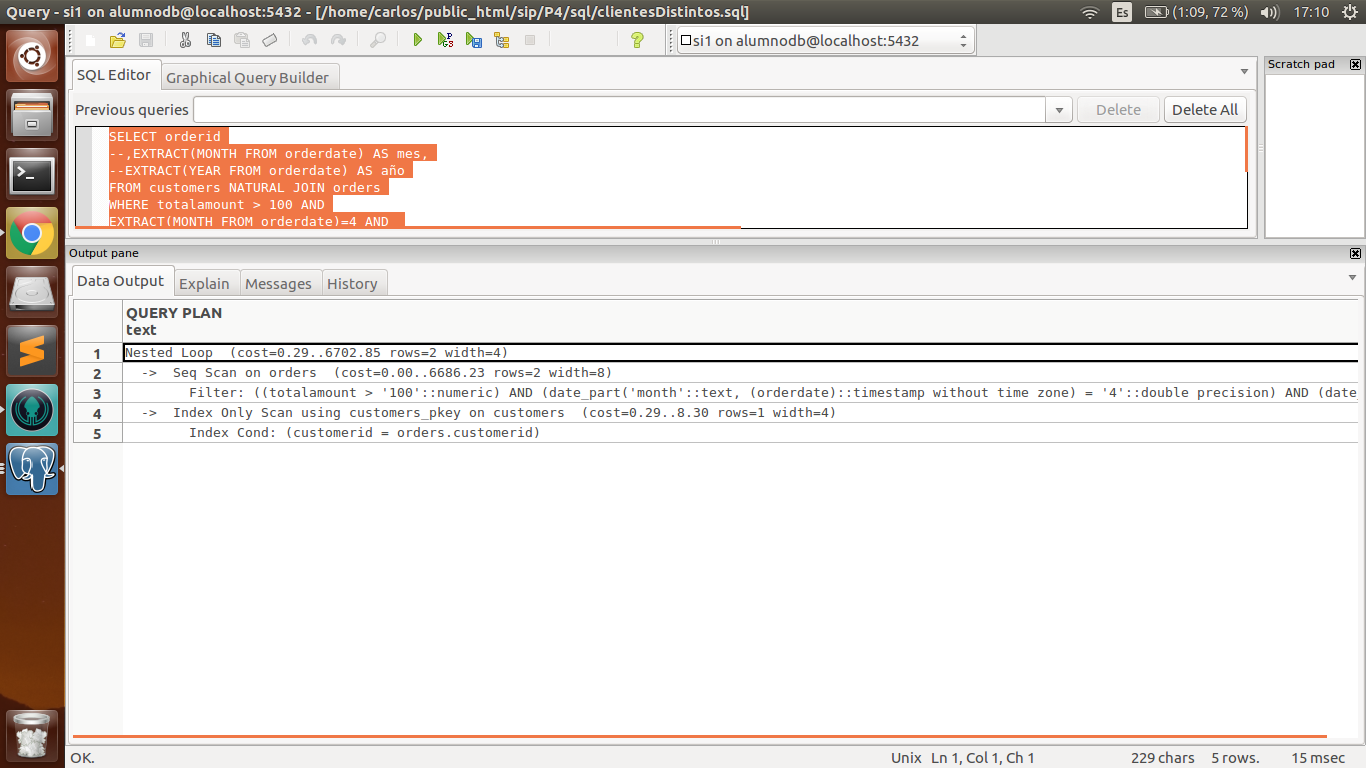 Query - si1 on alumnodb@localhost:5432 - [/home/carlos/public_html/sip/P4/sql/clientesDistintos.sql]
Es
(1:09, 72 %)
17:10
si1 on alumnodb@localhost:5432
SQL Editor
Graphical Query Builder
Scratch pad
Previous queries
Delete
Delete All
SELECT orderid
--,EXTRACT(MONTH FROM orderdate) AS mes,
--EXTRACT(YEAR FROM orderdate) AS año
FROM customers NATURAL JOIN orders
WHERE totalamount > 100 AND
EXTRACT(MONTH FROM orderdate)=4 AND
Output pane
Data Output
Explain
Messages
History
QUERY PLAN
text
1 Nested Loop (cost=0.29..6702.85 rows=2 width=4)
2 -> Seq Scan on orders (cost=0.00..6686.23 rows=2 width=8)
3 Filter: ((totalamount > '100'::numeric) AND (date_part('month'::text, (orderdate)::timestamp without time zone) = '4'::double precision) AND (date
4 -> Index Only Scan using customers_pkey on customers (cost=0.29..8.30 rows=1 width=4)
5 Index Cond: (customerid = orders.customerid)
OK.
Unix
Ln 1, Col 1, Ch 1
229 chars
5 rows.
15 msec